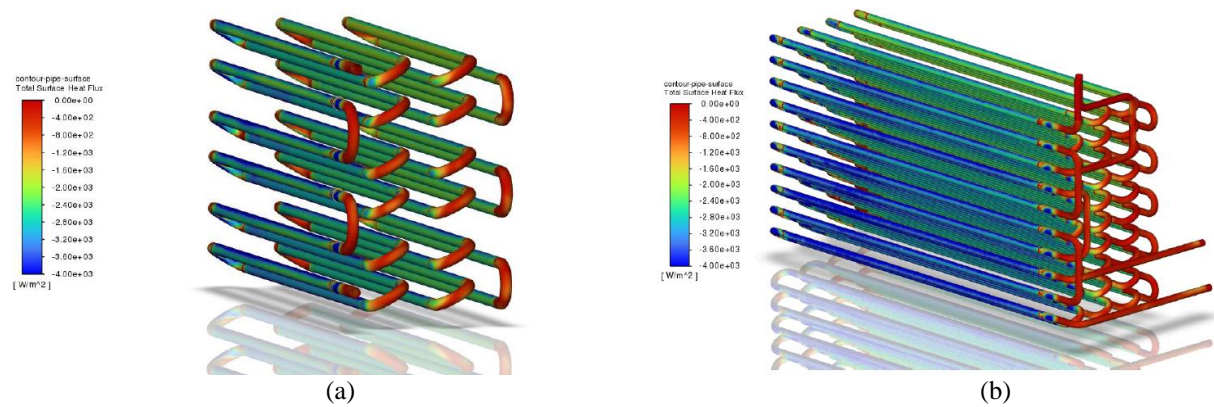 contour-pipe-surface
Total Surface Heat Flux
0.00e+00
-4.00e+02
-8.00e+02
-1.20e+03
-1.60e+03
-2.00e+03
-2.40e+03
-2.80e+03
-3.20e+03
-3.60e+03
-4.00e+03
[ W/m^2 ]
(a)
contour-pipe-surface
Total Surface Heat Flux
0.00e+00
-4.00e+02
-8.00e+02
-1.20e+03
-1.60e+03
-2.00e+03
-2.40e+03
-2.80e+03
-3.20e+03
-3.60e+03
-4.00e+03
[ W/m^2 ]
(b)